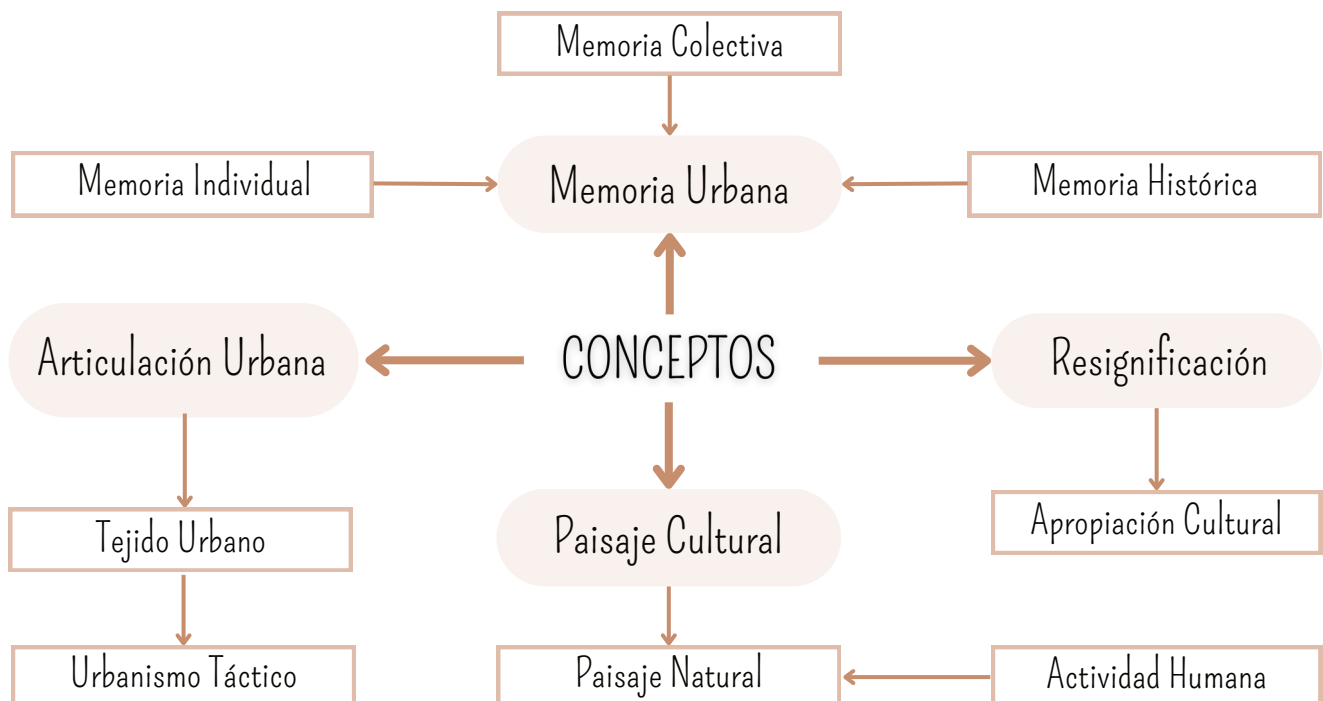 Memoria Colectiva
Memoria Individual
Memoria Urbana
Memoria Histórica
Articulación Urbana
CONCEPTOS
Resignificación
Tejido Urbano
Paisaje Cultural
Apropiación Cultural
Urbanismo Táctico
Paisaje Natural
Actividad Humana